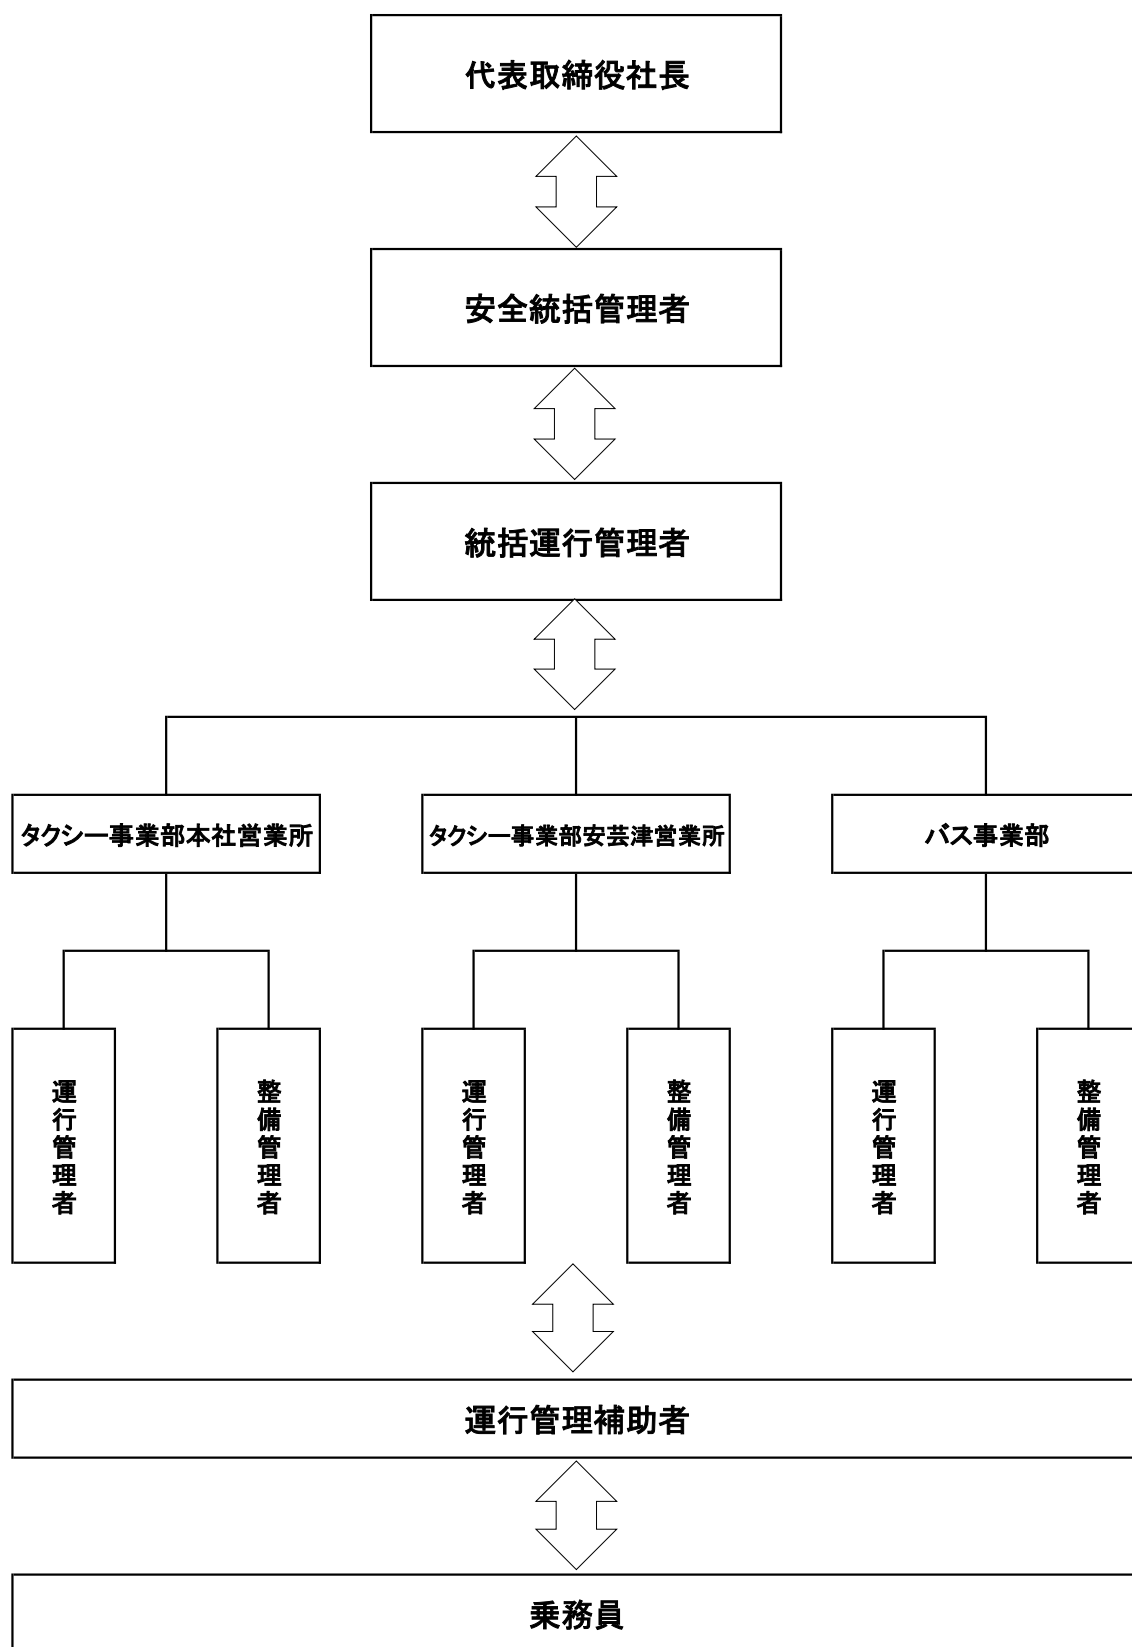 代表取締役社長
安全統括管理者
統括運行管理者
タクシー事業部本社営業所
タクシー事業部安芸津営業所
バス事業部
運行管理者
整備管理者
運行管理者
整備管理者
運行管理者
整備管理者
運行管理補助者
乗務員